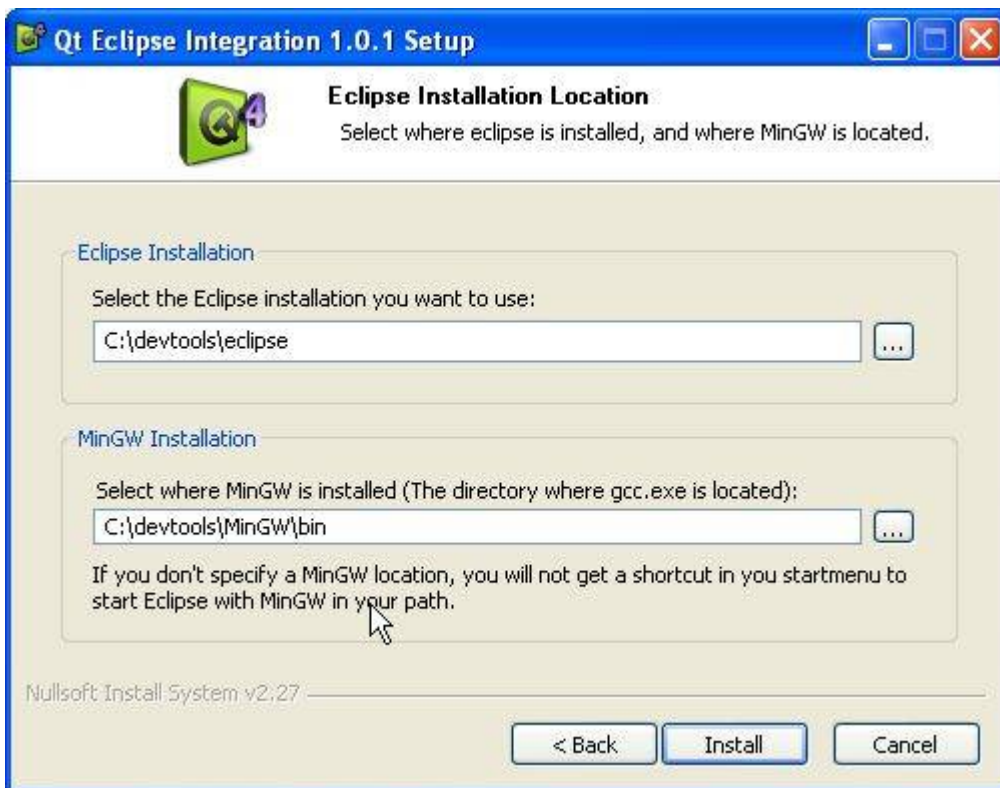 Qt Eclipse Integration 1.0.1 Setup
4
Eclipse Installation Location
Select where eclipse is installed, and where MinGW is located.
Eclipse Installation
Select the Eclipse installation you want to use:
C:\devtools\eclipse
...
MinGW Installation
Select where MinGW is installed (The directory where gcc.exe is located):
C:\devtools\MinGW\bin
...
If you don't specify a MinGW location, you will not get a shortcut in you startmenu to
start Eclipse with MinGW in your path.
Nullsoft Install System v2.27
< Back Install Cancel